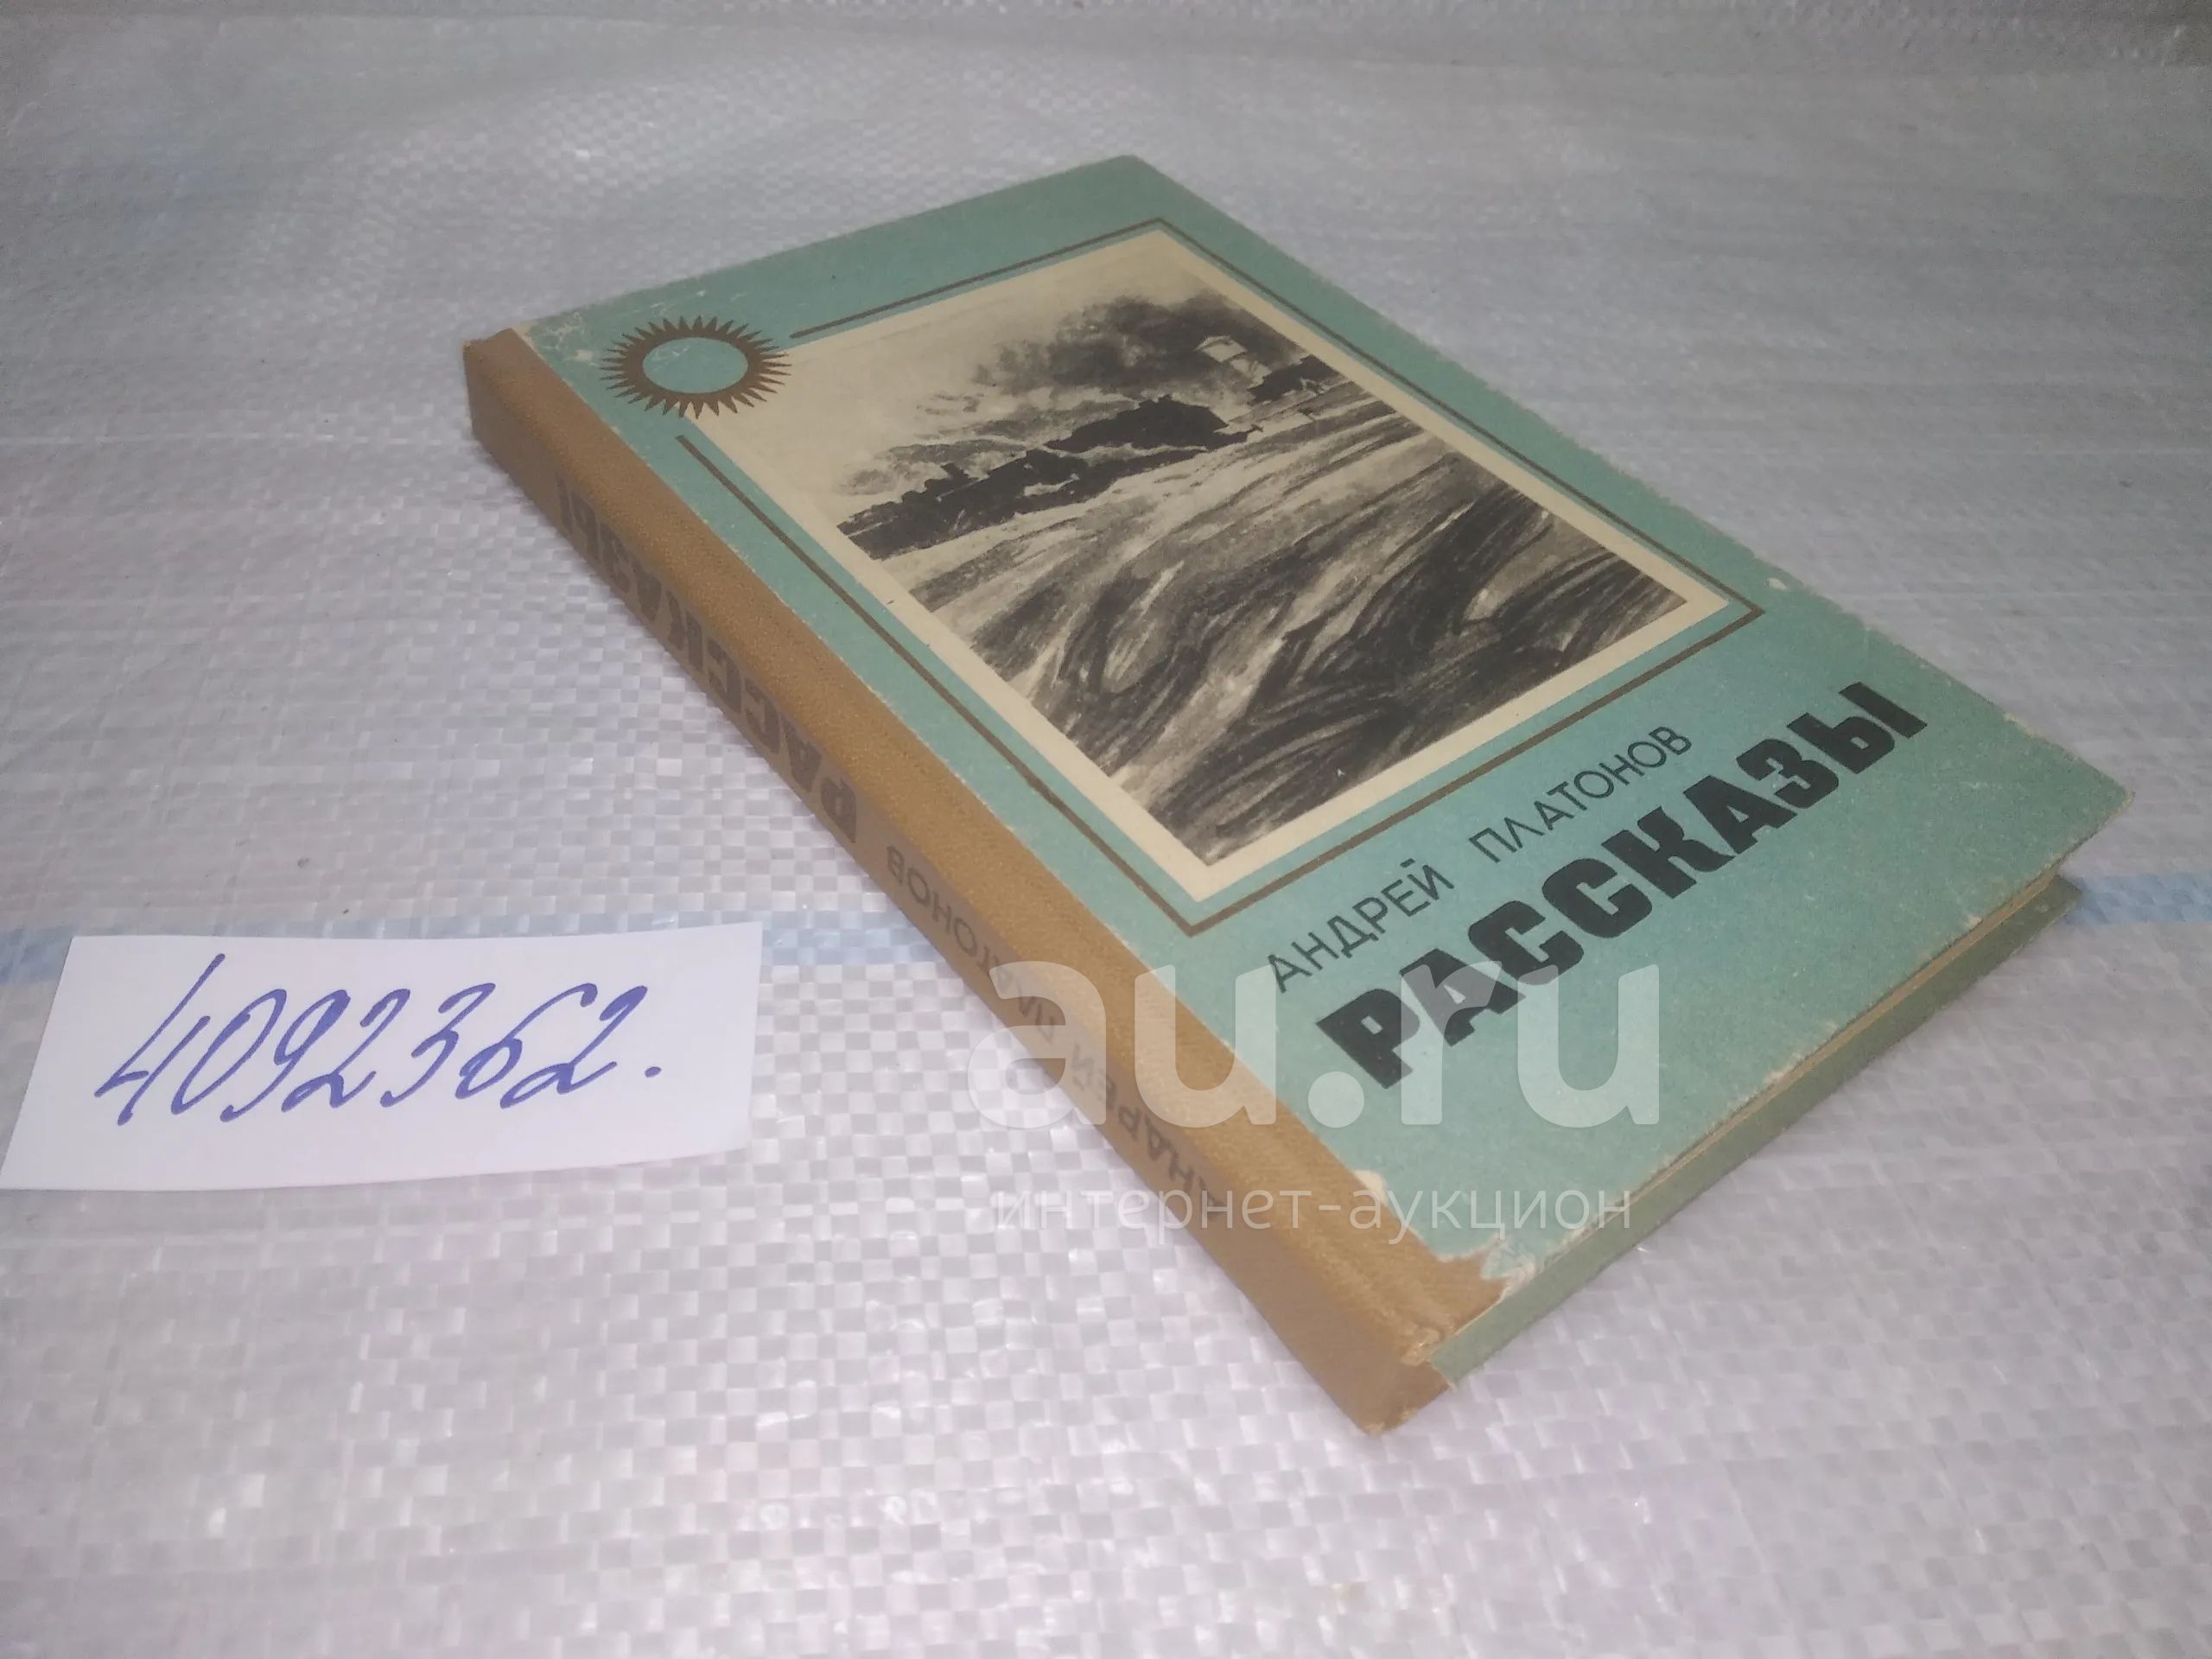 АНДРЕЙ ПЛАТОНОВ
РАССКАЗЫ
АНДРЕЙ ПЛАТОНОВ РАССКАЗЫ
4092362.
au.ru
интернет-аукцион